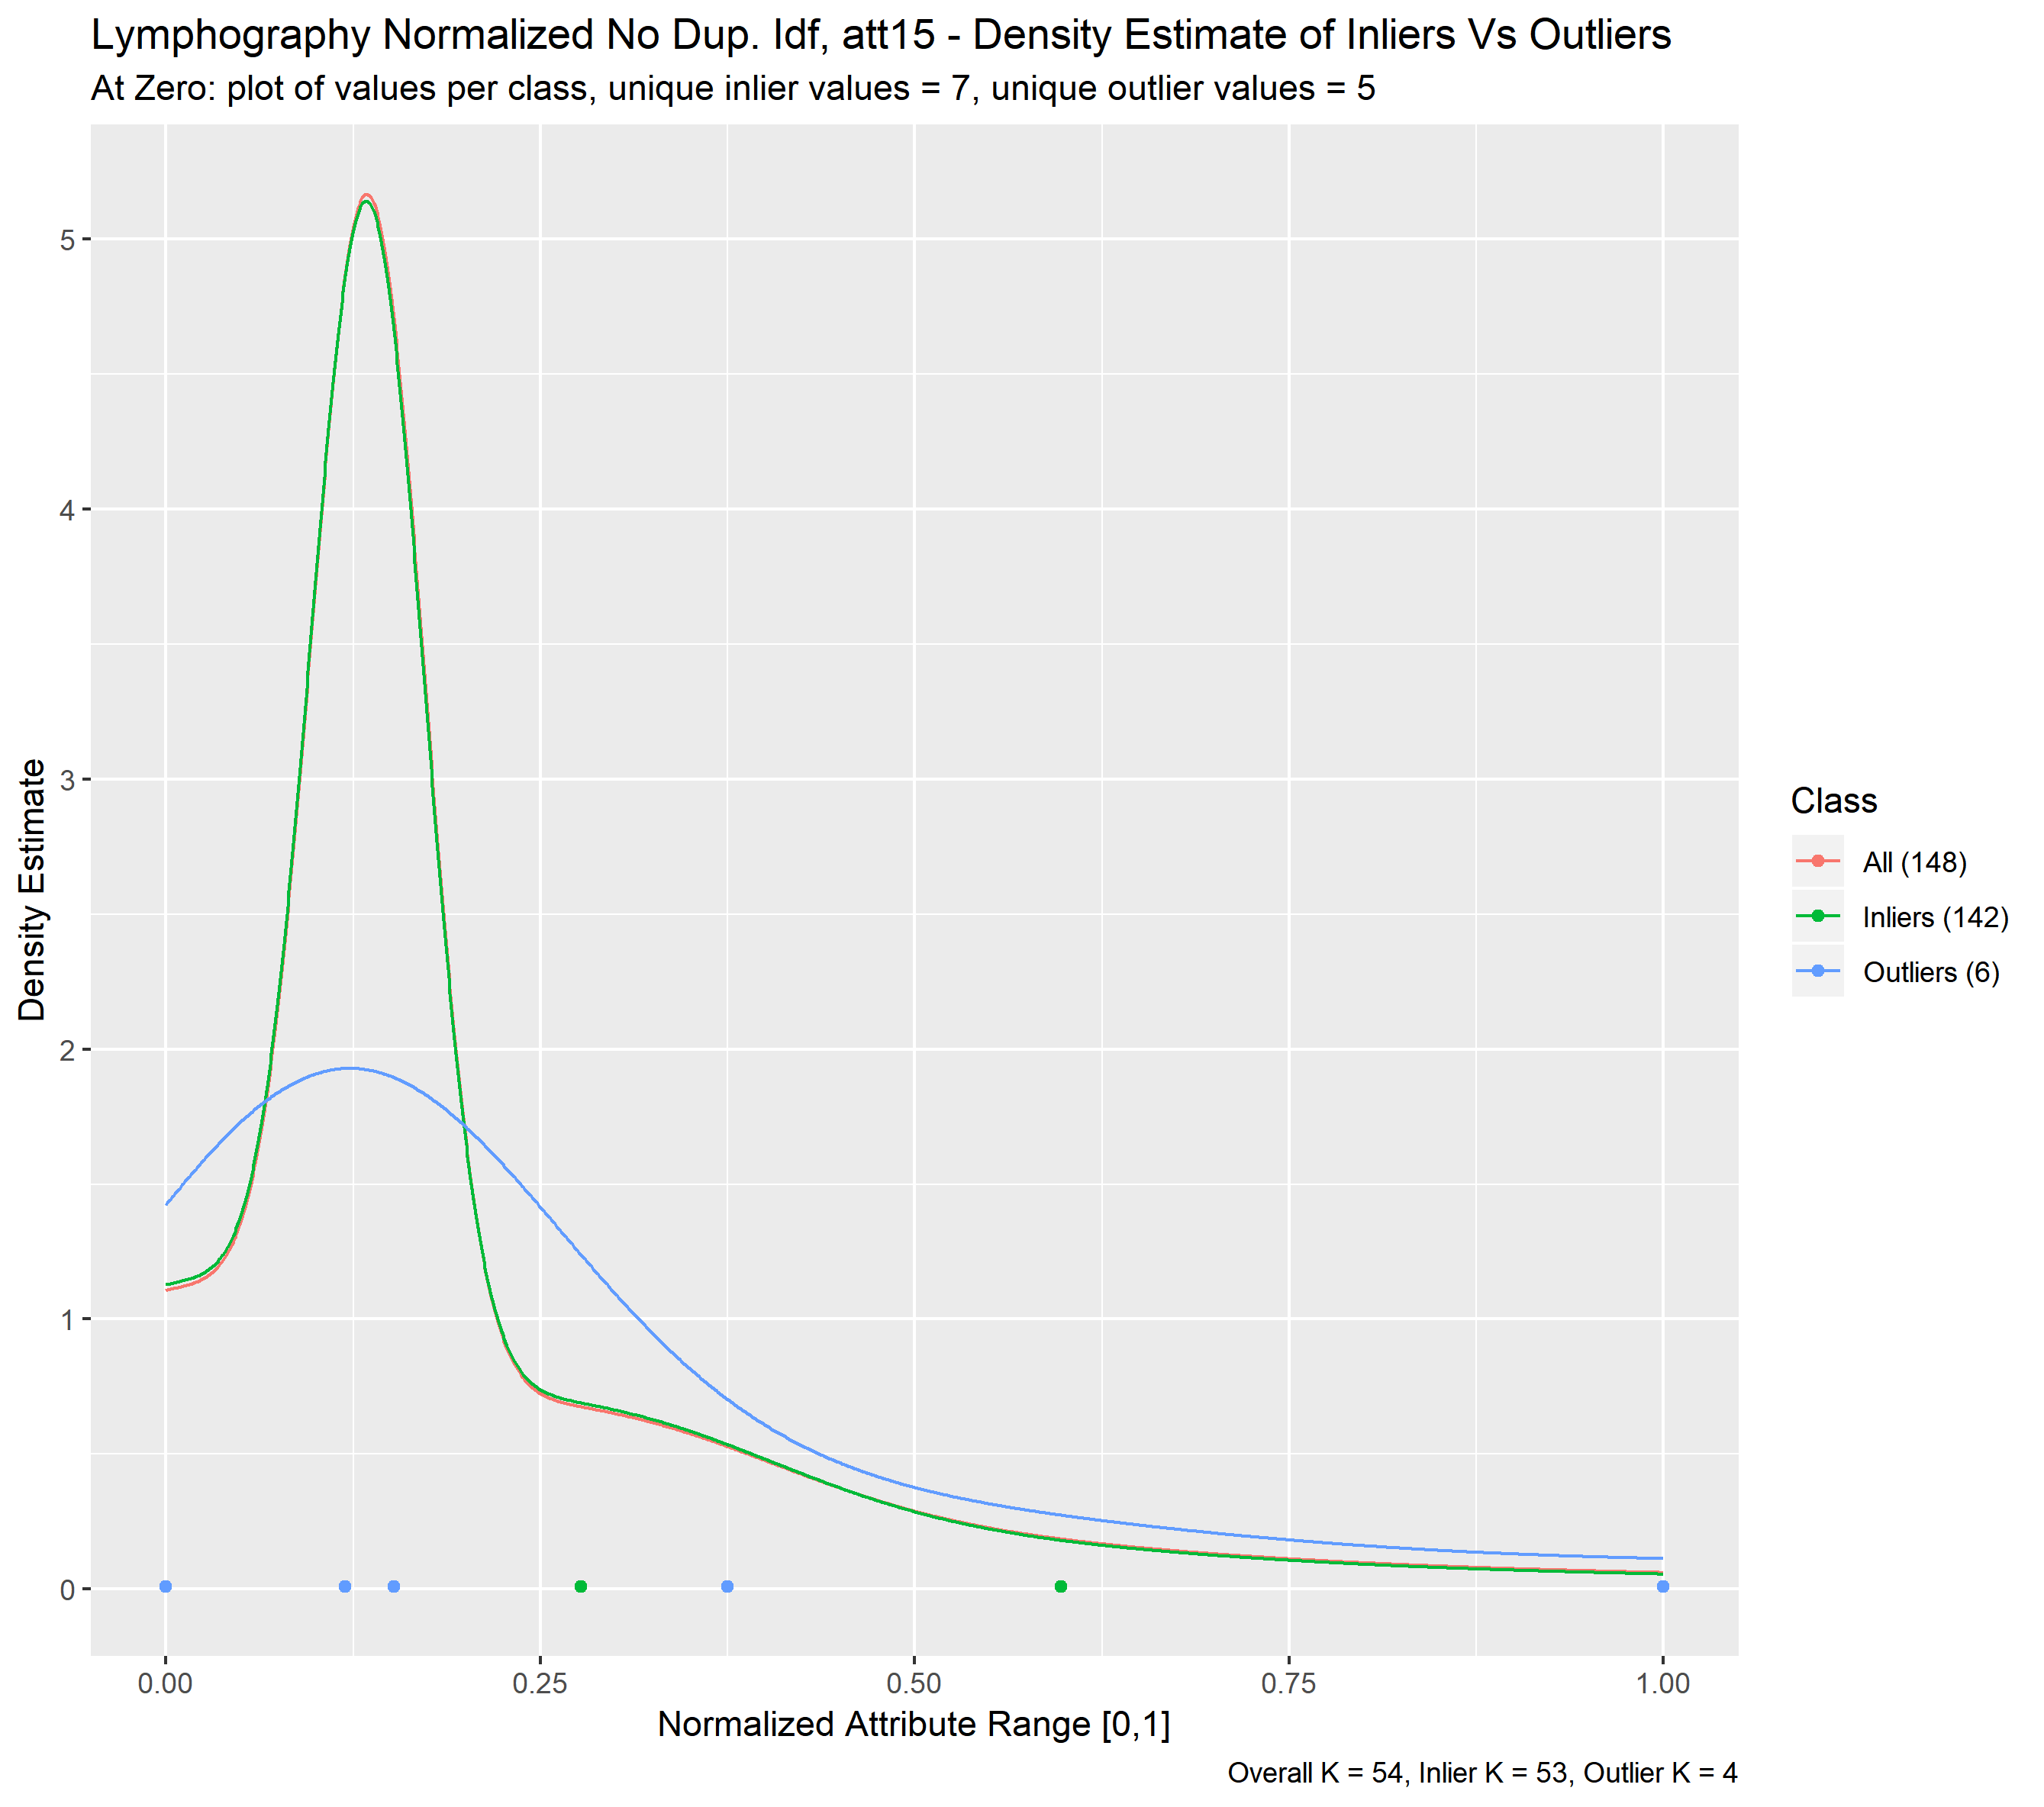 Lymphography Normalized No Dup. Idf, att15 - Density Estimate of Inliers Vs Outliers
At Zero: plot of values per class, unique inlier values = 7, unique outlier values = 5
Density Estimate
5
4
3
2
1
0
0.00
0.25
0.50
0.75
1.00
Normalized Attribute Range [0,1]
Class
All (148)
Inliers (142)
Outliers (6)
Overall K = 54, Inlier K = 53, Outlier K = 4